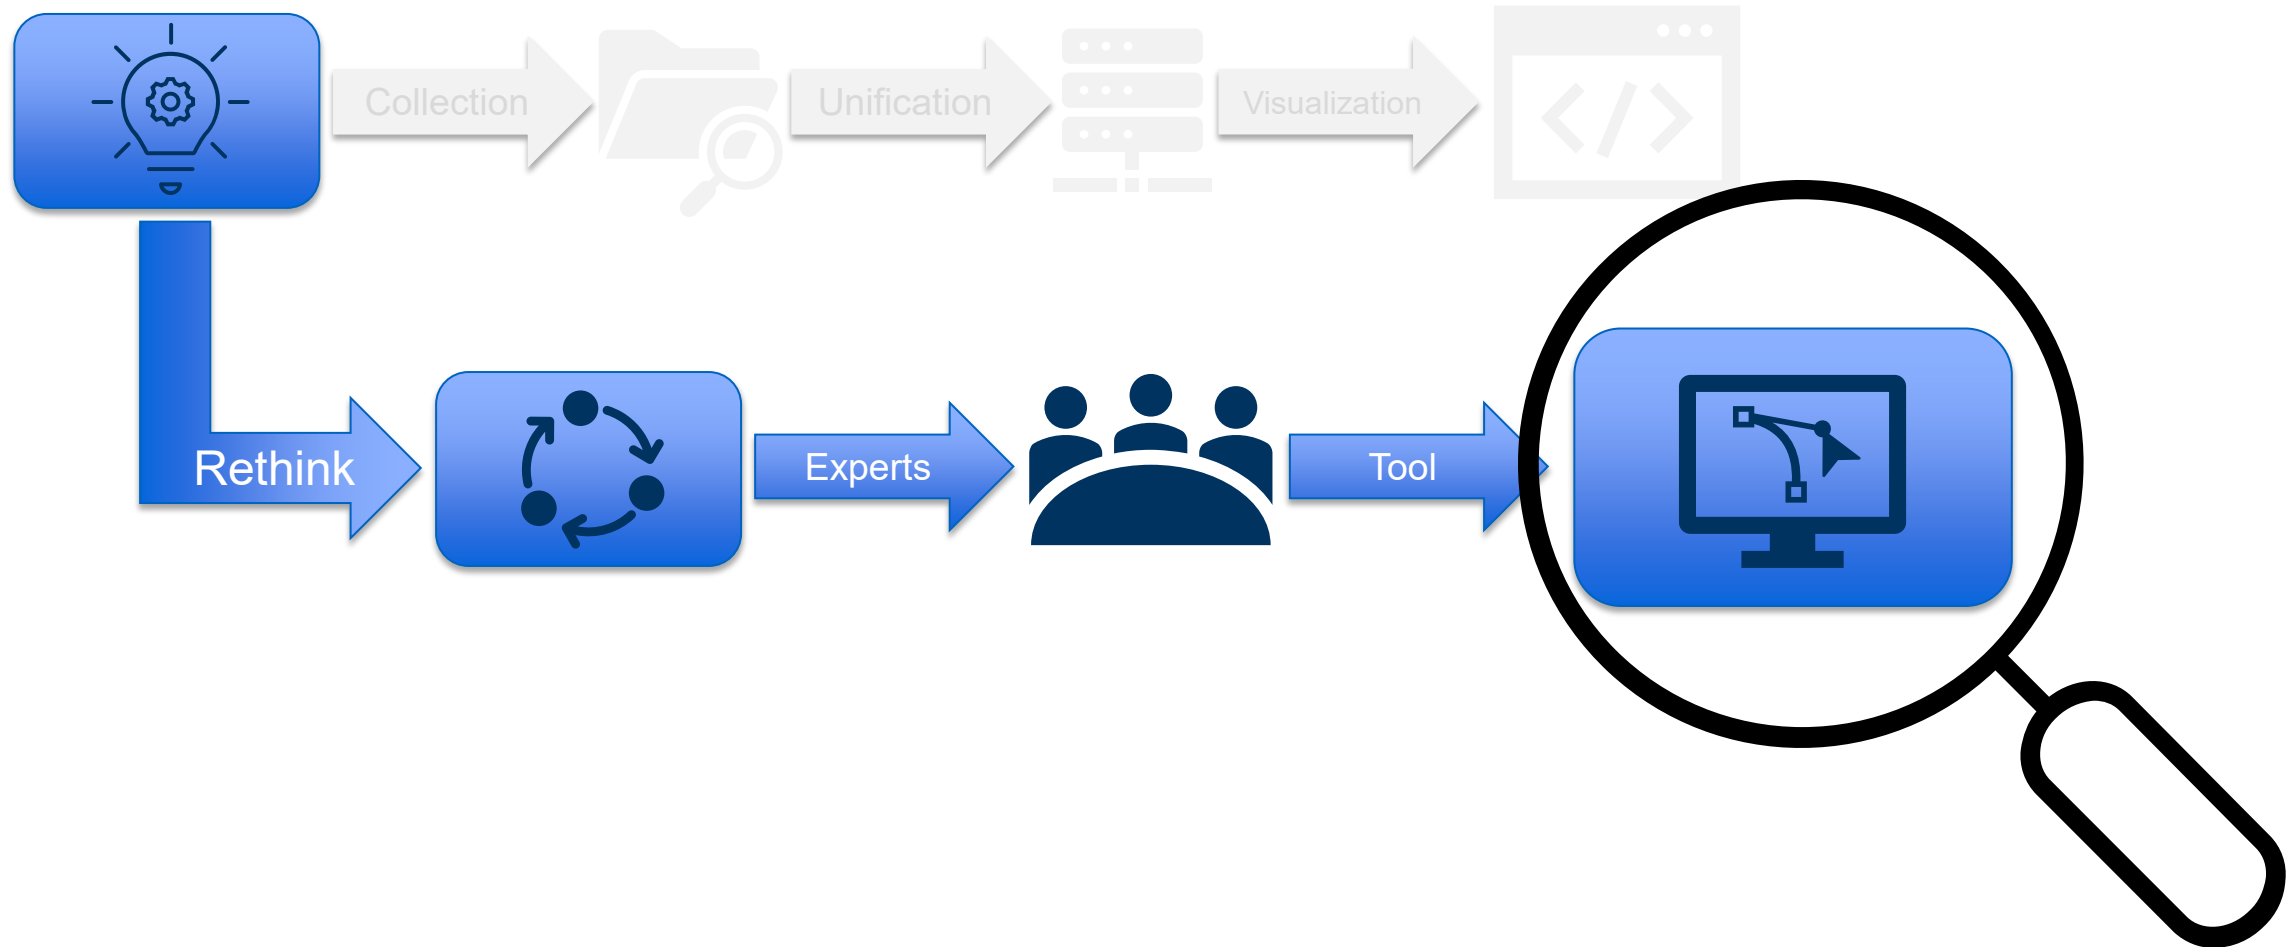 Collection
Unification
Visualization
Rethink
Experts
Tool